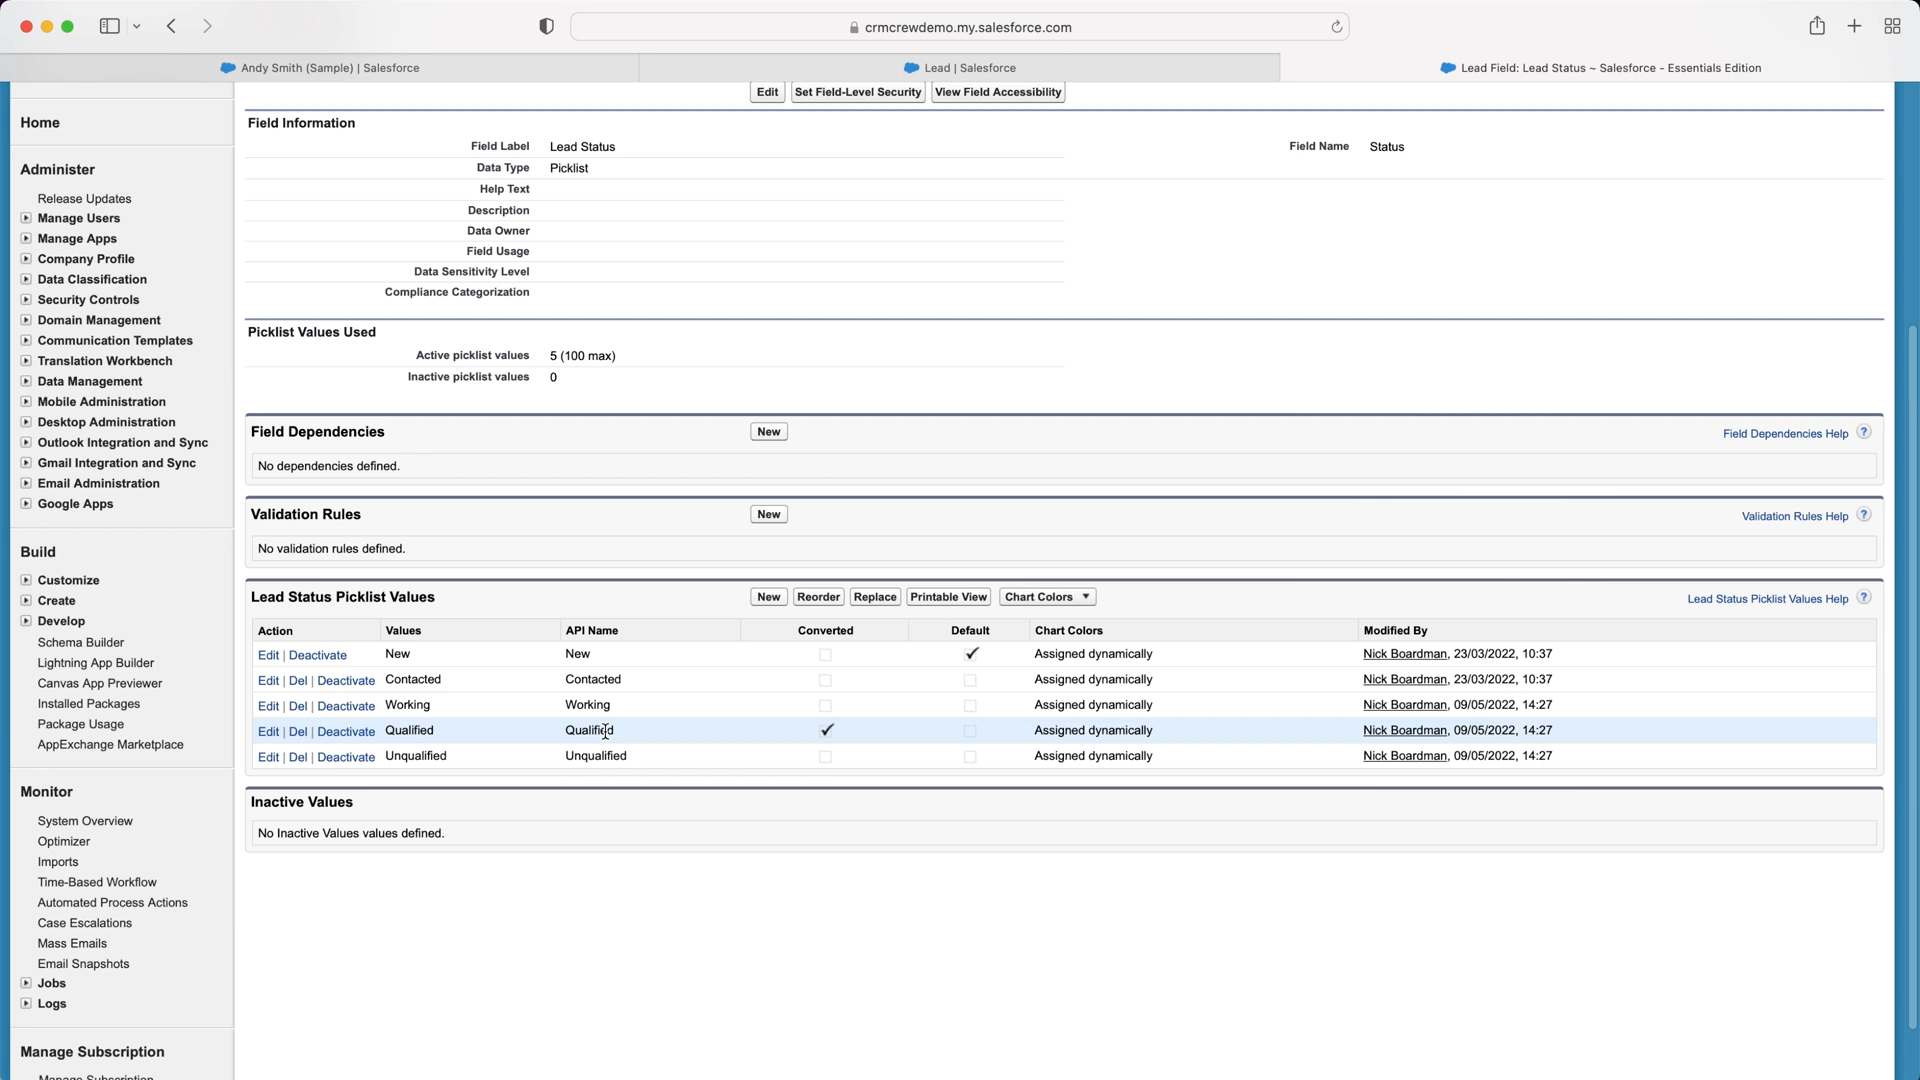 crmcrewdemo.my.salesforce.com
Andy Smith (Sample) | Salesforce
Lead | Salesforce
Lead Field: Lead Status ~ Salesforce - Essentials Edition
Edit Set Field-Level Security View Field Accessibility
Home
Administer
Release Updates
Manage Users
Manage Apps
Company Profile
Data Classification
Security Controls
Domain Management
Communication Templates
Translation Workbench
Data Management
Mobile Administration
Desktop Administration
Outlook Integration and Sync
Gmail Integration and Sync
Email Administration
Google Apps
Build
Customize
Create
Develop
Schema Builder
Lightning App Builder
Canvas App Previewer
Installed Packages
Package Usage
AppExchange Marketplace
Monitor
System Overview
Optimizer
Imports
Time-Based Workflow
Automated Process Actions
Case Escalations
Mass Emails
Email Snapshots
Jobs
Logs
Manage Subscription
Manage Subscription
Field Information
Field Label Lead Status Field Name Status
Data Type Picklist
Help Text
Description
Data Owner
Field Usage
Data Sensitivity Level
Compliance Categorization
Picklist Values Used
Active picklist values 5 (100 max)
Inactive picklist values 0
Field Dependencies New Field Dependencies Help ?
No dependencies defined.
Validation Rules New Validation Rules Help ?
No validation rules defined.
Lead Status Picklist Values New Reorder Replace Printable View Chart Colors Lead Status Picklist Values Help ?
Action Values API Name Converted Default Chart Colors Modified By
Edit | Deactivate New New Assigned dynamically Nick Boardman, 23/03/2022, 10:37
Edit | Del | Deactivate Contacted Contacted Assigned dynamically Nick Boardman, 23/03/2022, 10:37
Edit | Del | Deactivate Working Working Assigned dynamically Nick Boardman, 09/05/2022, 14:27
Edit | Del | Deactivate Qualified Qualified Assigned dynamically Nick Boardman, 09/05/2022, 14:27
Edit | Del | Deactivate Unqualified Unqualified Assigned dynamically Nick Boardman, 09/05/2022, 14:27
Inactive Values
No Inactive Values values defined.